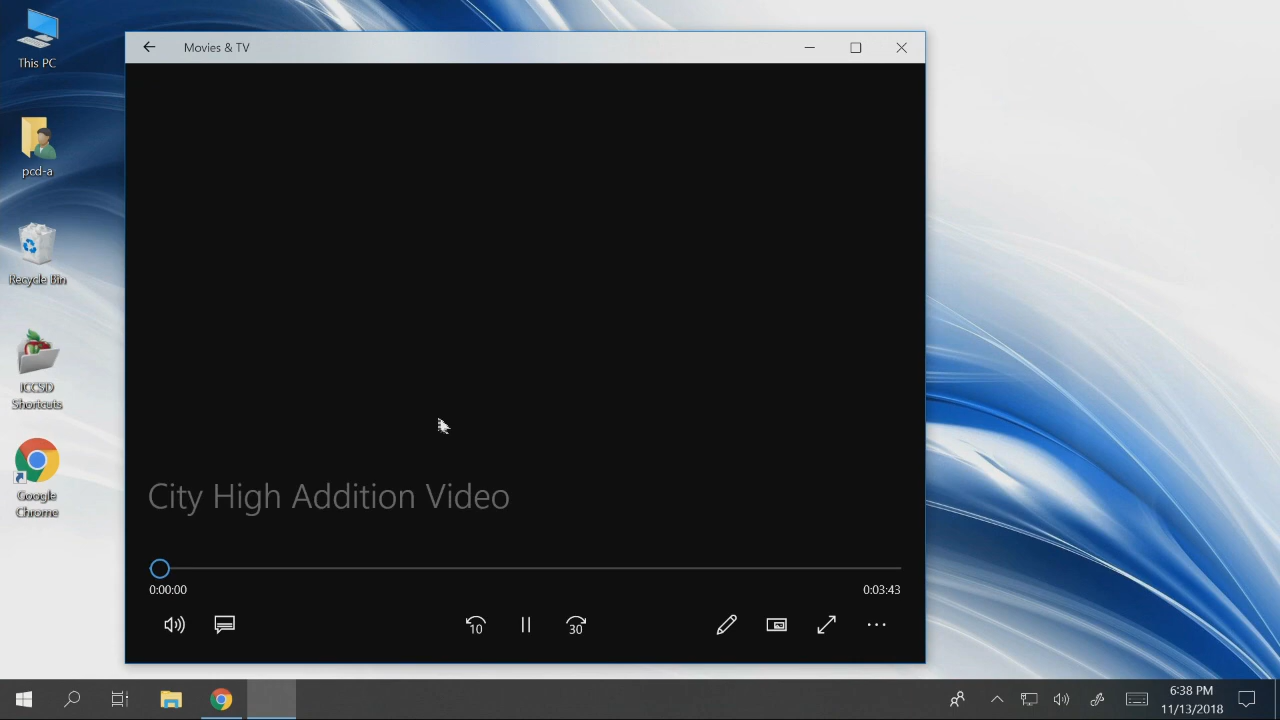 This PC
pcd-a
Recycle Bin
ICCSD
Shortcuts
Google
Chrome
Movies & TV
City High Addition Video
0:00:00
0:03:43
10
30
6:38 PM
11/13/2018